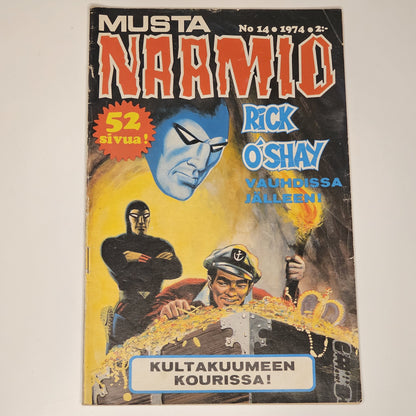 MUSTA
No 14 • 1974 • 2:-
NAAMIO
52
sivua!
RiCK
O'SHAY
VAUHDISSA
JÄLLEEN!
KULTAKUUMEEN
KOURISSA!